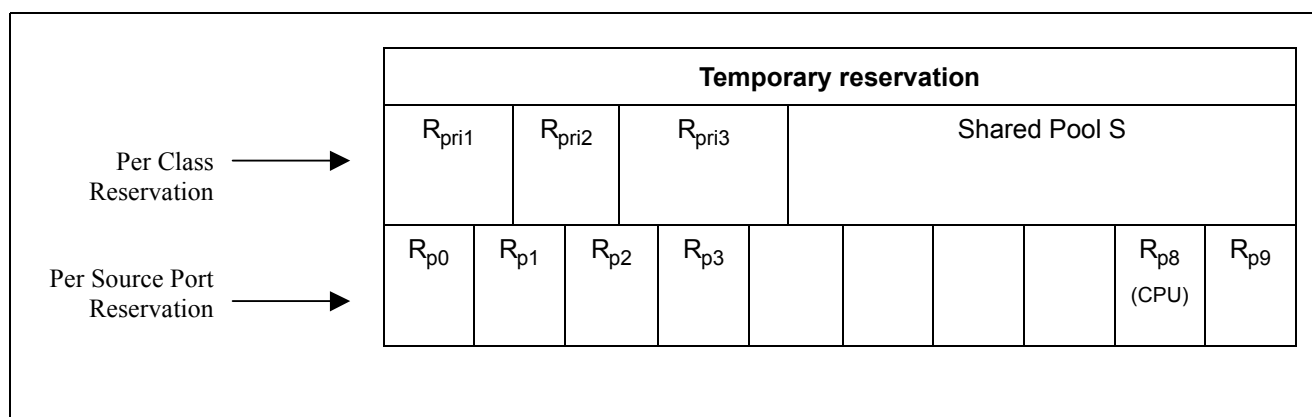 Temporary reservation
Per Class
Reservation
Rpri1
Rpri2
Rpri3
Shared Pool S
Per Source Port
Reservation
Rp0
Rp1
Rp2
Rp3
Rp8
(CPU)
Rp9